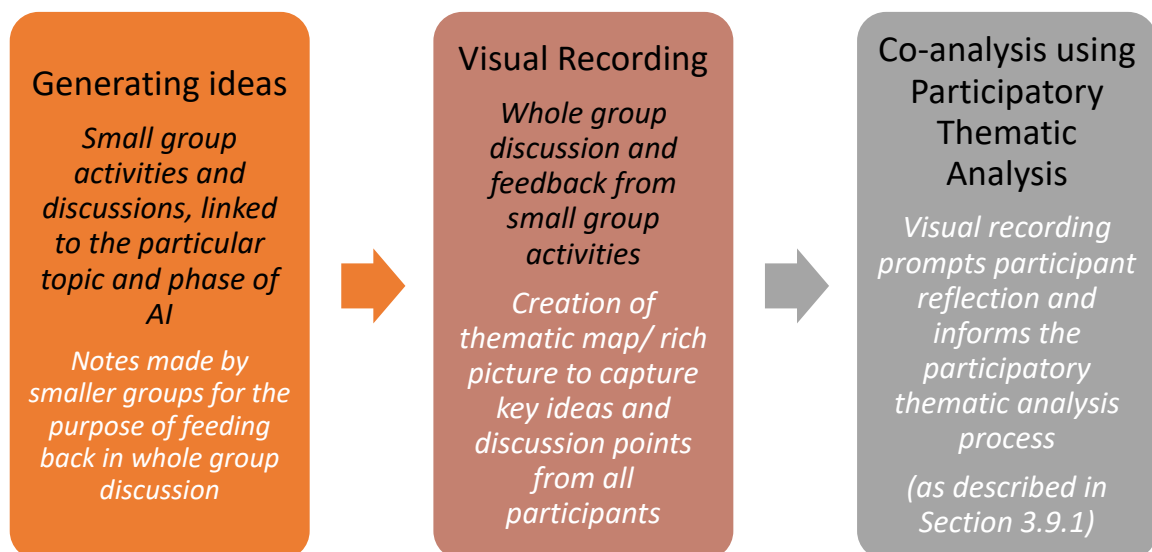 Generating ideas
Small group
activities and
discussions, linked
to the particular
topic and phase of
AI
Notes made by
smaller groups for the
purpose of feeding
back in whole group
discussion
Visual Recording
Whole group
discussion and
feedback from
small group
activities
Creation of
thematic map/ rich
picture to capture
key ideas and
discussion points
from all
participants
Co-analysis using
Participatory
Thematic
Analysis
Visual recording
prompts participant
reflection and
informs the
participatory
thematic analysis
process
(as described in
Section 3.9.1)